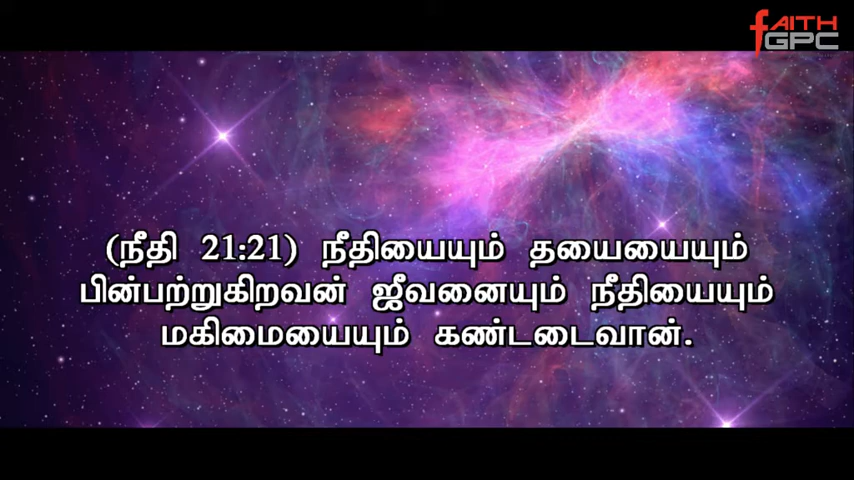 FAITH
GPC
(நீதி 21:21) நீதியையும் தயையையும்
பின்பற்றுகிறவன் ஜீவனையும் நீதியையும்
மகிமையையும் கண்டடைவான்.